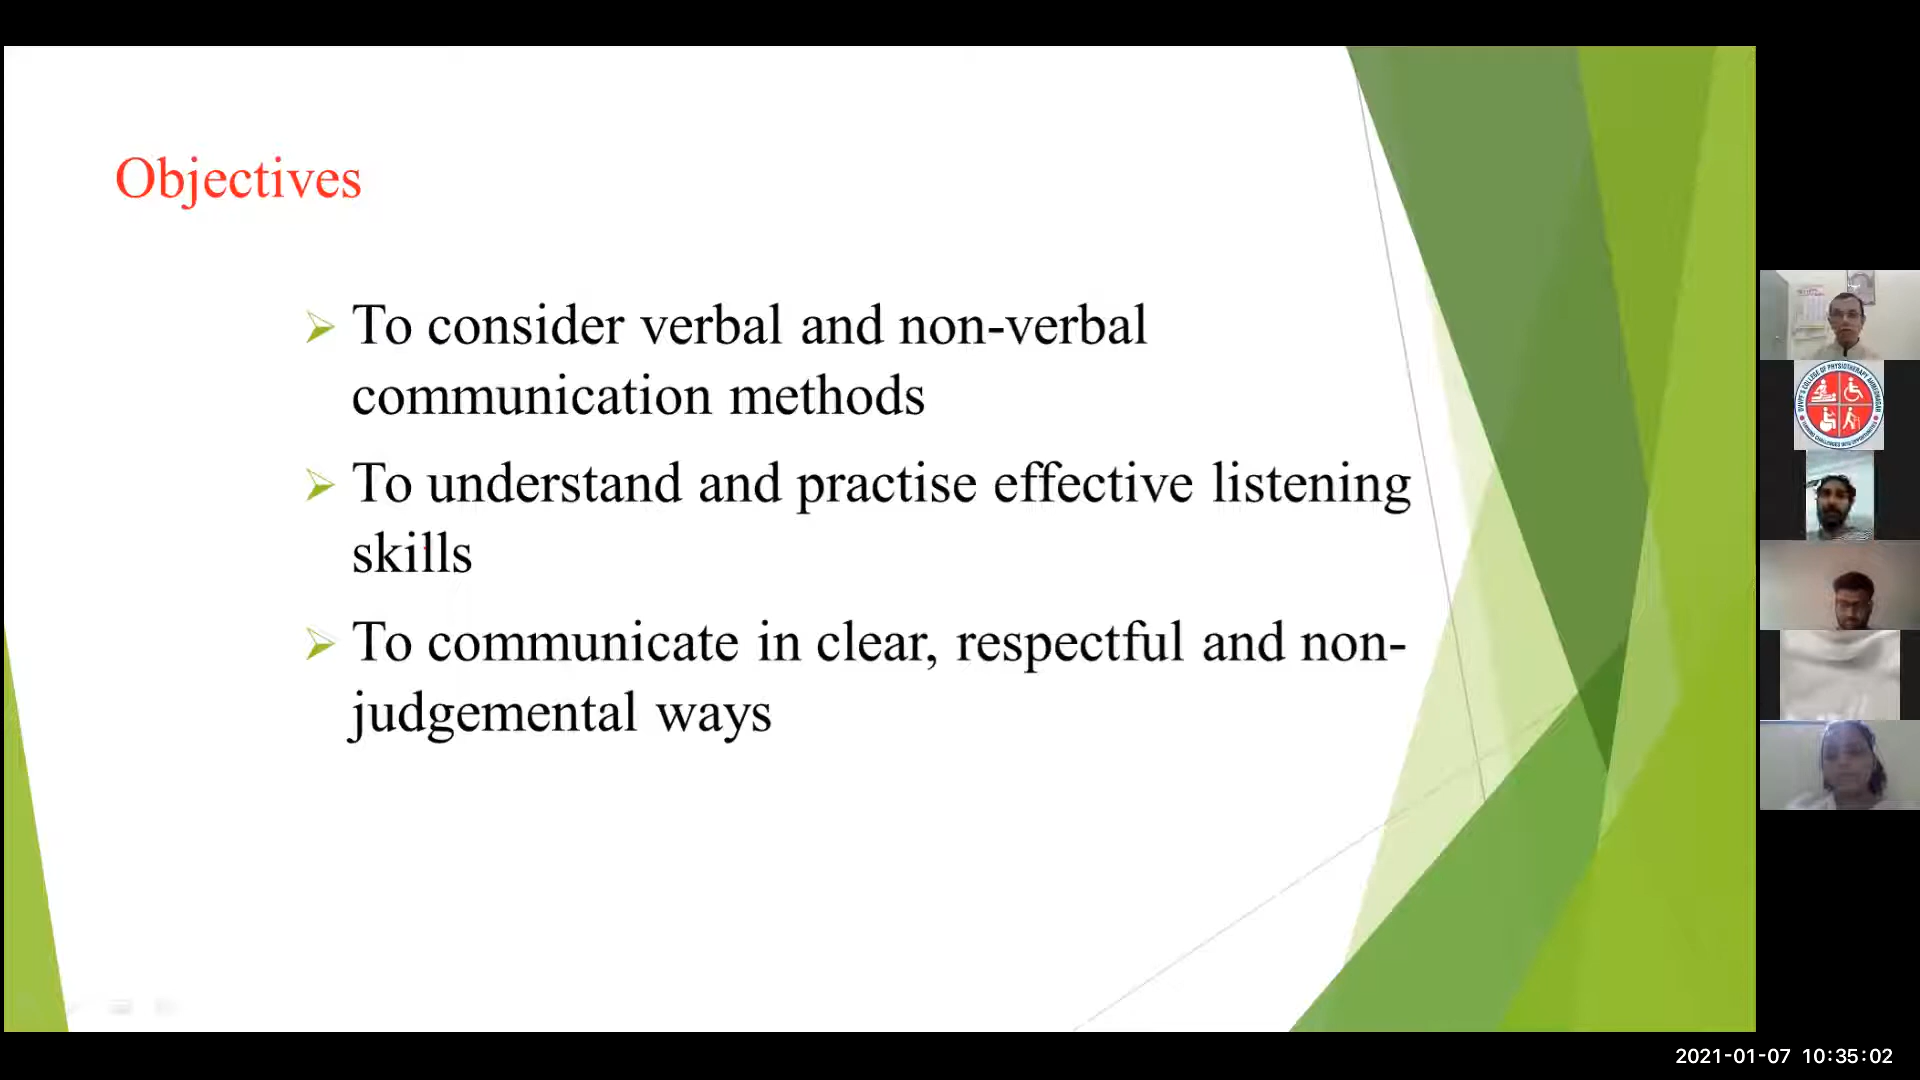 Objectives
To consider verbal and non-verbal
communication methods
To understand and practise effective listening
skills
To communicate in clear, respectful and non-
judgemental ways
2021-01-07 10:35:02